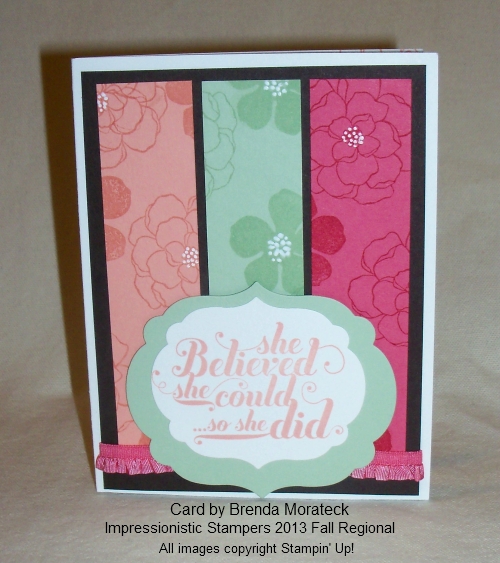 she
Believed
she could
...so she did
Card by Brenda Morateck
Impressionistic Stampers 2013 Fall Regional
All images copyright Stampin' Up!